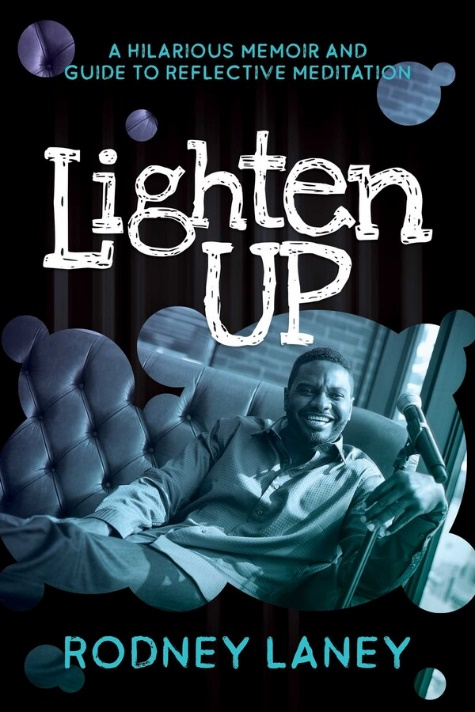 A HILARIOUS MEMOIR AND
GUIDE TO REFLECTIVE MEDITATION
Lighten
UP
RODNEY LANEY